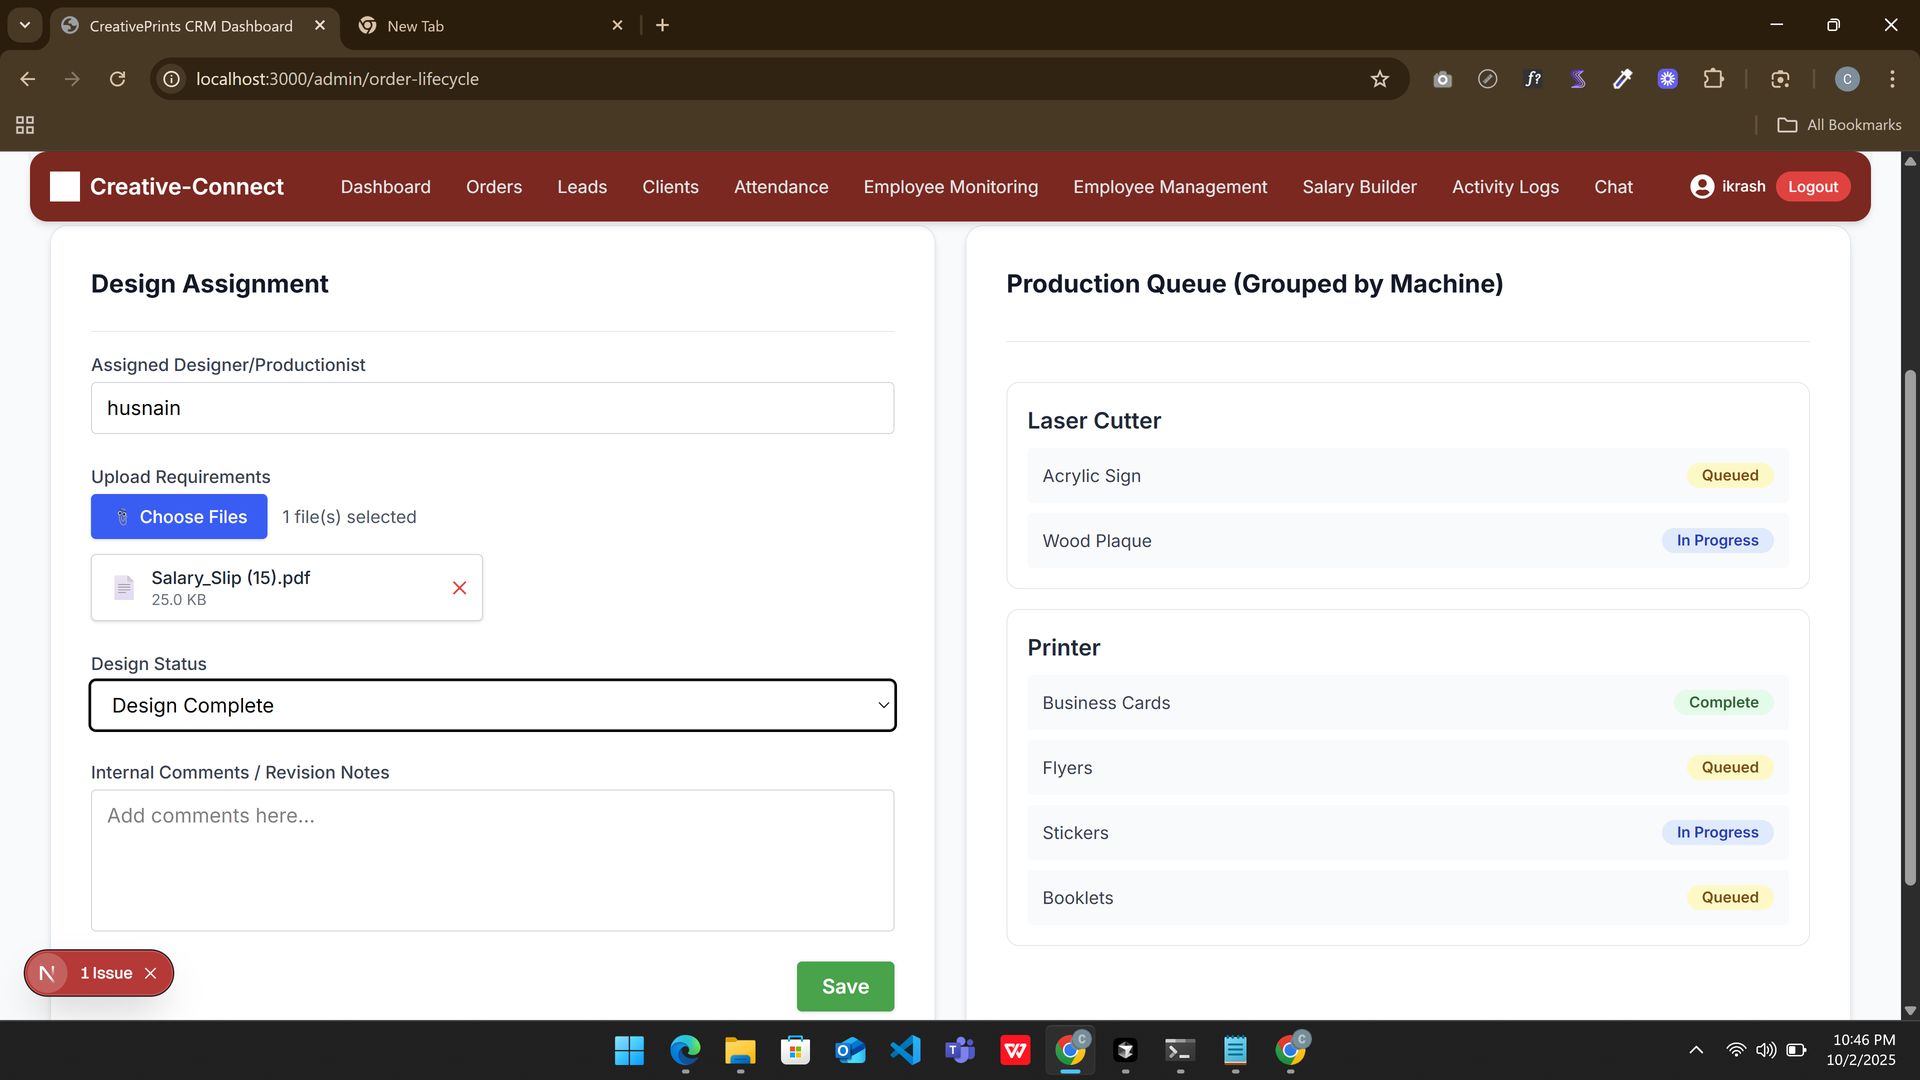 CreativePrints CRM Dashboard
New Tab
localhost:3000/admin/order-lifecycle
f?
C
All Bookmarks
Creative-Connect
Dashboard
Orders
Leads
Clients
Attendance
Employee Monitoring
Employee Management
Salary Builder
Activity Logs
Chat
ikrash
Logout
Design Assignment
Assigned Designer/Productionist
husnain
Upload Requirements
Choose Files
1 file(s) selected
Salary_Slip (15).pdf
25.0 KB
Design Status
Design Complete
Internal Comments / Revision Notes
Add comments here...
Save
N
1 Issue
Production Queue (Grouped by Machine)
Laser Cutter
Acrylic Sign
Queued
Wood Plaque
In Progress
Printer
Business Cards
Complete
Flyers
Queued
Stickers
In Progress
Booklets
Queued
10:46 PM
10/2/2025